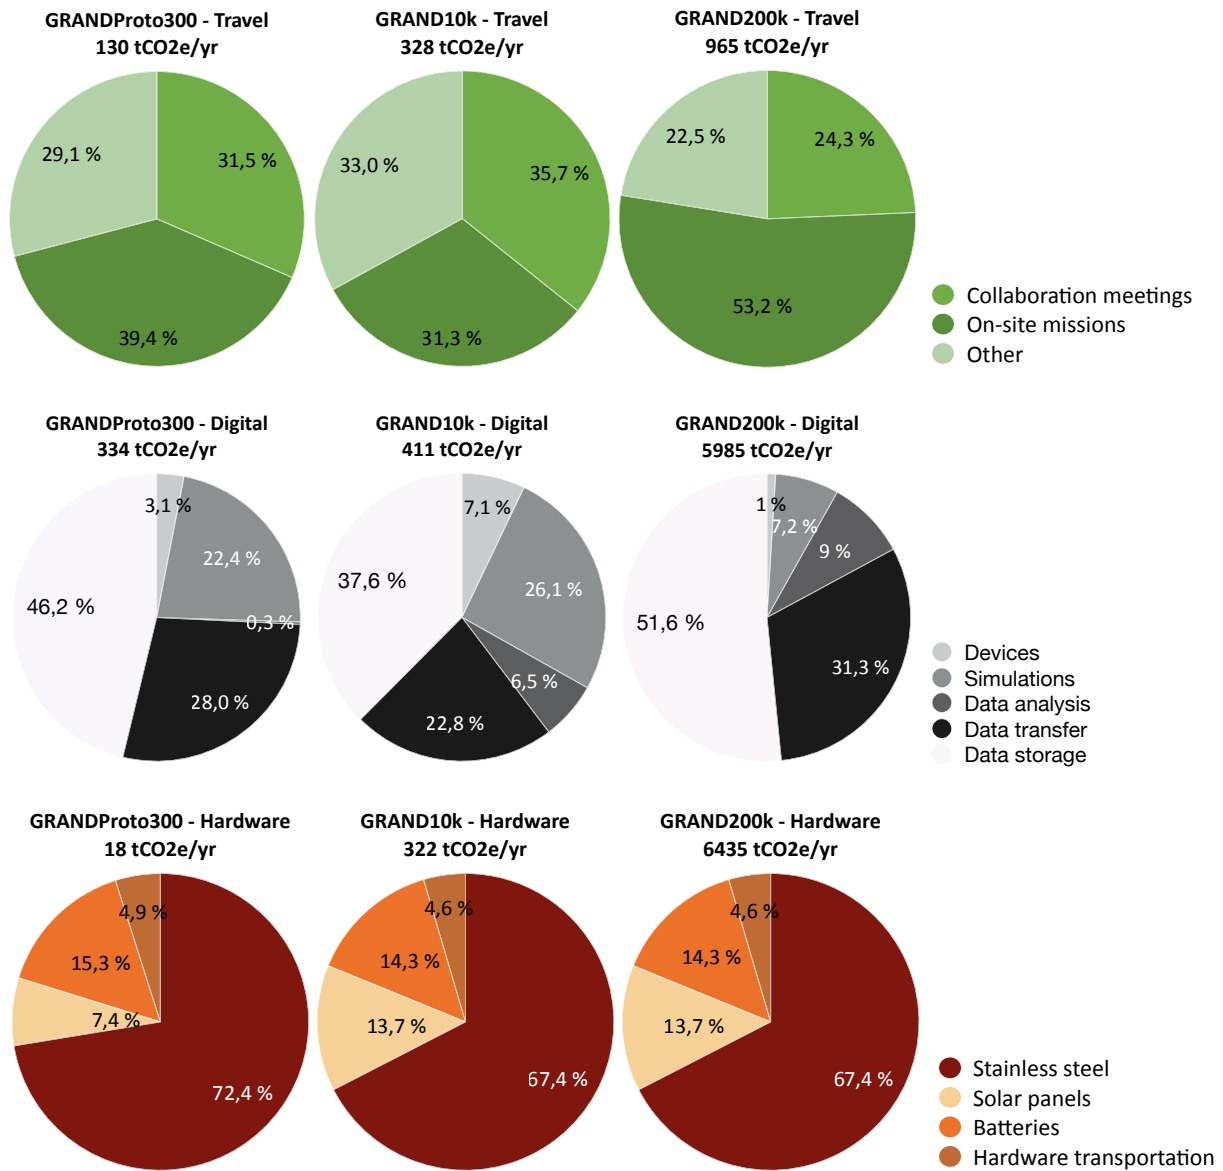 GRANDProto300 - Travel
130 tCO2e/yr
GRAND10k - Travel
328 tCO2e/yr
GRAND200k - Travel
965 tCO2e/yr
29,1 %
31,5 %
39,4 %
33,0 %
35,7 %
31,3 %
22,5 %
24,3 %
53,2 %
Collaboration meetings
On-site missions
Other
GRANDProto300 - Digital
334 tCO2e/yr
GRAND10k - Digital
411 tCO2e/yr
GRAND200k - Digital
5985 tCO2e/yr
3,1 %
22,4 %
0,3 %
28,0 %
46,2 %
7,1 %
26,1 %
6,5 %
22,8 %
37,6 %
1 %
7,2 %
9 %
31,3 %
51,6 %
Devices
Simulations
Data analysis
Data transfer
Data storage
GRANDProto300 - Hardware
18 tCO2e/yr
GRAND10k - Hardware
322 tCO2e/yr
GRAND200k - Hardware
6435 tCO2e/yr
4,9 %
15,3 %
7,4 %
72,4 %
4,6 %
14,3 %
13,7 %
67,4 %
4,6 %
14,3 %
13,7 %
67,4 %
Stainless steel
Solar panels
Batteries
Hardware transportation